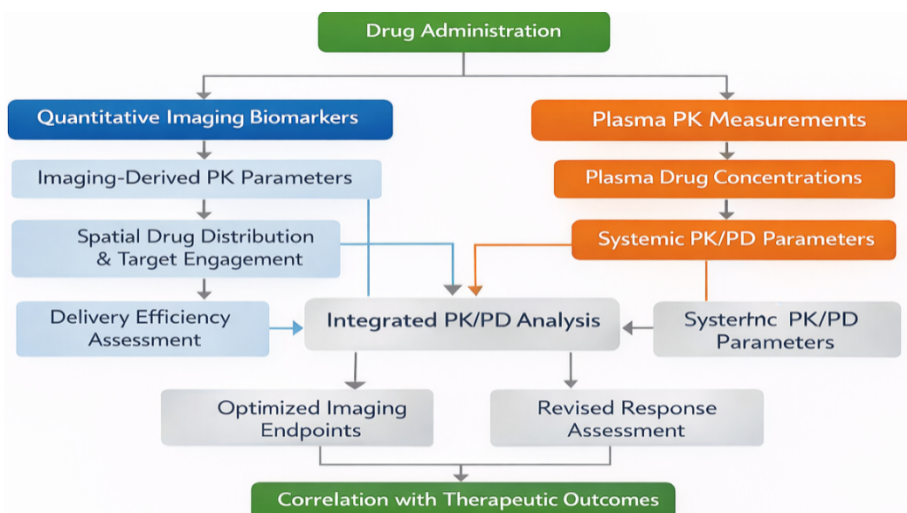 Drug Administration
Quantitative Imaging Biomarkers
Plasma PK Measurements
Imaging-Derived PK Parameters
Plasma Drug Concentrations
Spatial Drug Distribution
& Target Engagement
Systemic PK/PD Parameters
Delivery Efficiency
Assessment
Integrated PK/PD Analysis
PK/PD
Parameters
Optimized Imaging
Endpoints
Revised Response
Assessment
Correlation with Therapeutic Outcomes